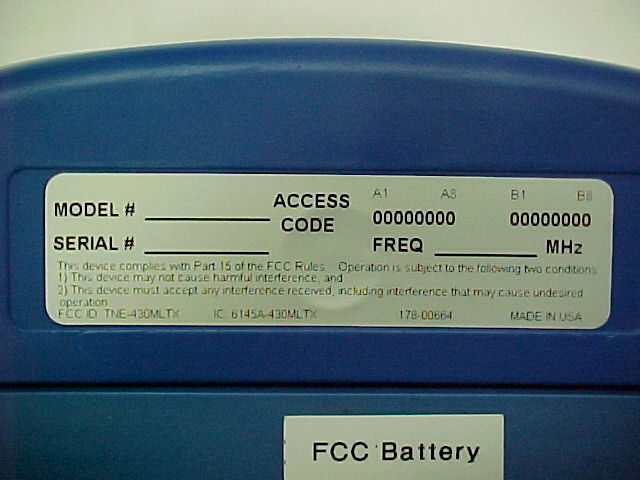 MODEL # ____________ ACCESS CODE A1 A8 B1 B8
00000000 00000000
SERIAL # ____________ FREQ __________ MHz
This device complies with Part 15 of the FCC Rules. Operation is subject to the following two conditions
1) This device may not cause harmful interference, and
2) This device must accept any interference received, including interference that may cause undesired
operation
FCC ID: TNE-430MLTX IC: 6145A-430MLTX 178-00664 MADE IN USA
FCC Battery